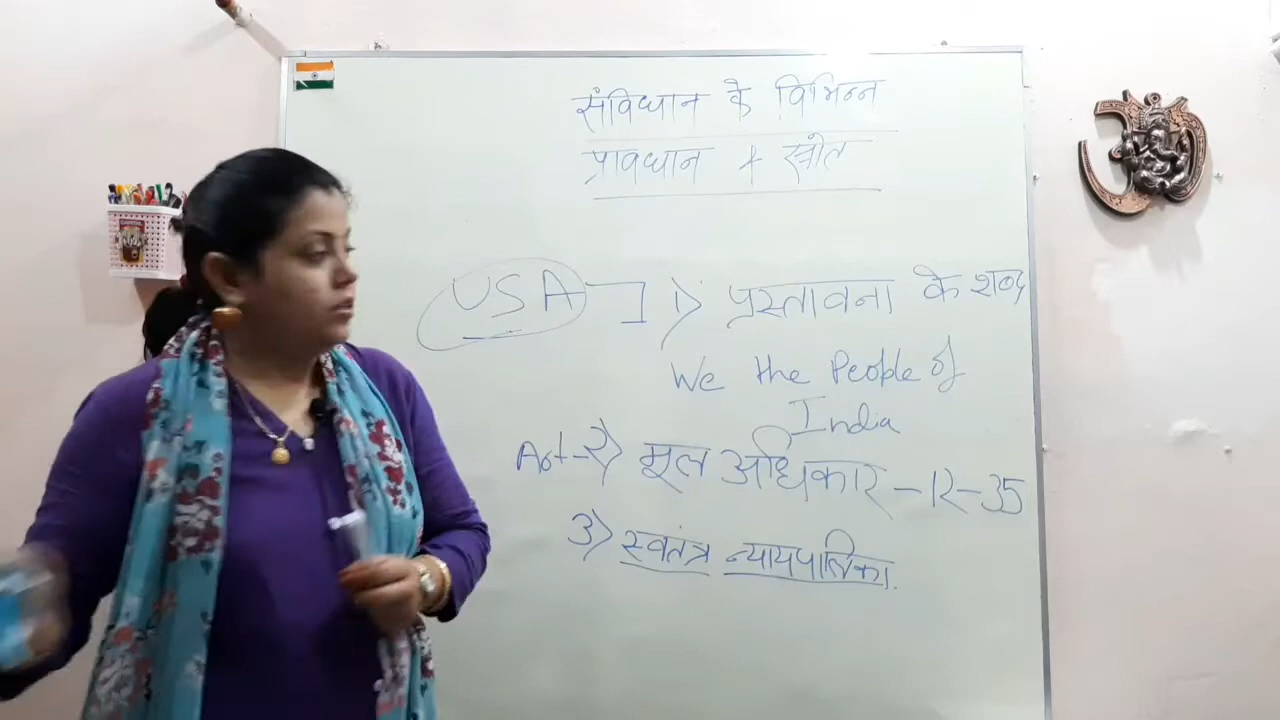 संविधान के विभिन्न
प्रावधान + स्त्रोत
USA 1) प्रस्तावना के शब्द
We the People of
India
Art- 2) मूल अधिकार - 12-35
3) स्वतंत्र न्यायपालिका.